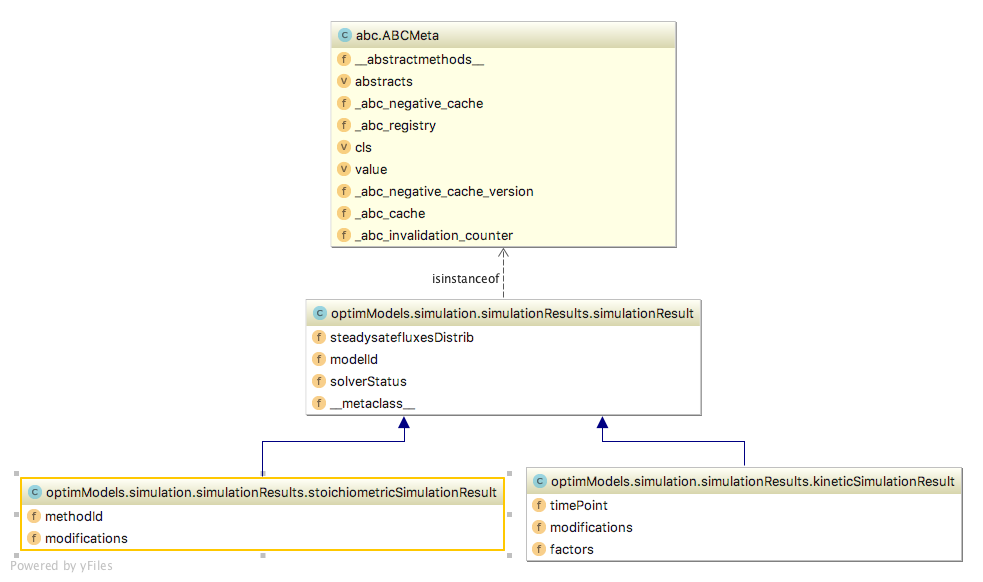 C abc.ABCMeta
f __abstractmethods__
V abstracts
f _abc_negative_cache
f _abc_registry
V cls
V value
f _abc_negative_cache_version
f _abc_cache
f _abc_invalidation_counter
isinstanceof
C optimModels.simulation.simulationResults.simulationResult
f steadysatefluxesDistrib
f modelId
f solverStatus
f __metaclass__
C optimModels.simulation.simulationResults.stoichiometricSimulationResult
f methodId
f modifications
C optimModels.simulation.simulationResults.kineticSimulationResult
f timePoint
f modifications
f factors
Powered by yFiles